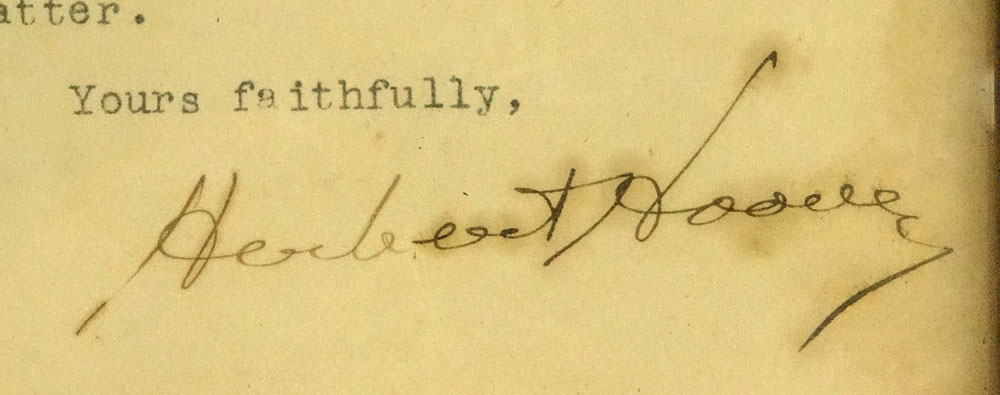 atter.
Yours faithfully,
Herbert Hoover